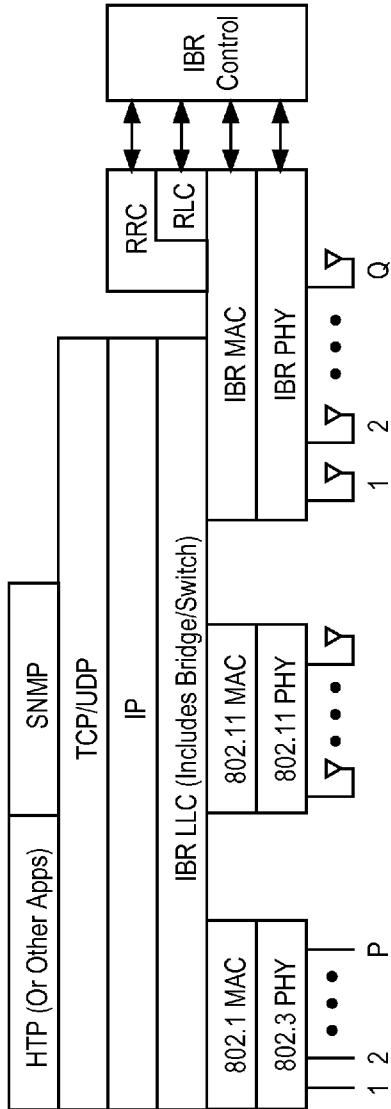 HTP (Or Other Apps)
SNMP
TCP/UDP
IP
IBR LLC (Includes Bridge/Switch)
RRC
RLC
IBR
Control
802.1 MAC
802.11 MAC
IBR MAC
802.3 PHY
802.11 PHY
IBR PHY
1 2 P
1 2 Q